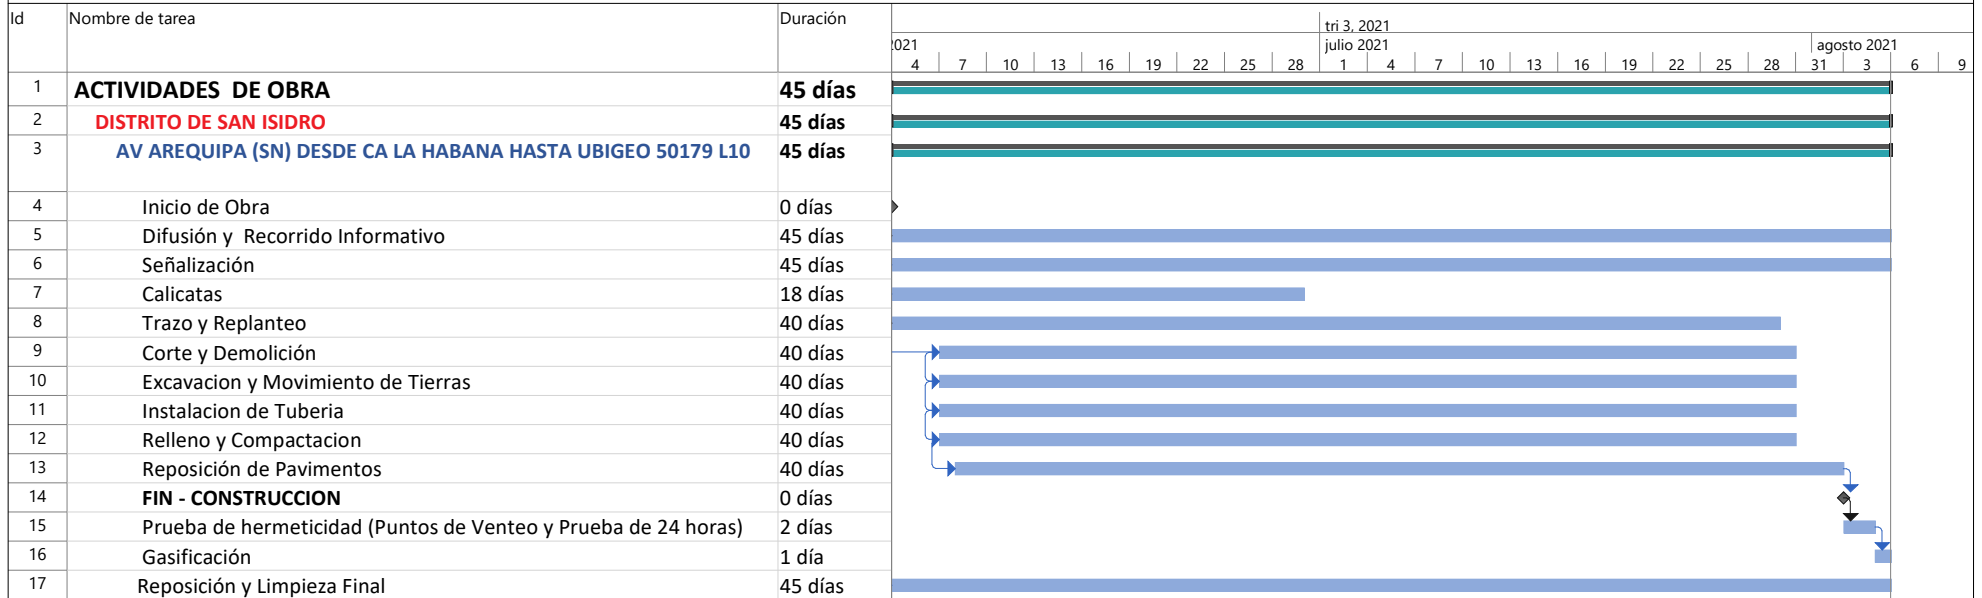 Id Nombre de tarea Duración
tri 3, 2021
2021 julio 2021 agosto 2021
4 7 10 13 16 19 22 25 28 1 4 7 10 13 16 19 22 25 28 31 3 6 9
1 ACTIVIDADES DE OBRA 45 días
2 DISTRITO DE SAN ISIDRO 45 días
3 AV AREQUIPA (SN) DESDE CA LA HABANA HASTA UBIGEO 50179 L10 45 días
4 Inicio de Obra 0 días
5 Difusión y Recorrido Informativo 45 días
6 Señalización 45 días
7 Calicatas 18 días
8 Trazo y Replanteo 40 días
9 Corte y Demolición 40 días
10 Excavacion y Movimiento de Tierras 40 días
11 Instalacion de Tuberia 40 días
12 Relleno y Compactacion 40 días
13 Reposición de Pavimentos 40 días
14 FIN - CONSTRUCCION 0 días
15 Prueba de hermeticidad (Puntos de Venteo y Prueba de 24 horas) 2 días
16 Gasificación 1 día
17 Reposición y Limpieza Final 45 días